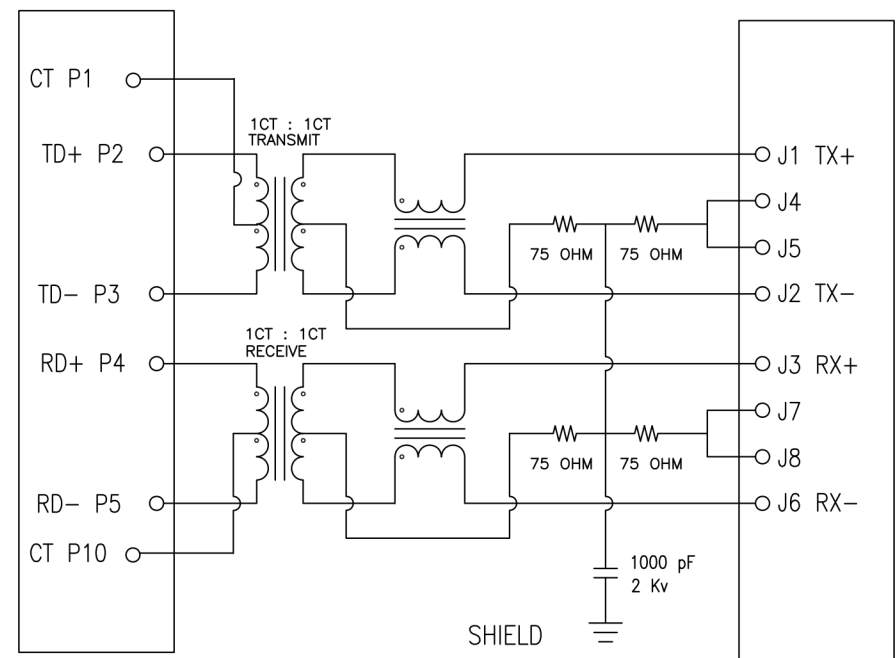 CT P1
1CT : 1CT
TRANSMIT
TD+ P2
J1 TX+
J4
75 OHM
75 OHM
J5
TD- P3
J2 TX-
1CT : 1CT
RECEIVE
RD+ P4
J3 RX+
J7
75 OHM
75 OHM
J8
RD- P5
J6 RX-
CT P10
1000 pF
2 Kv
SHIELD